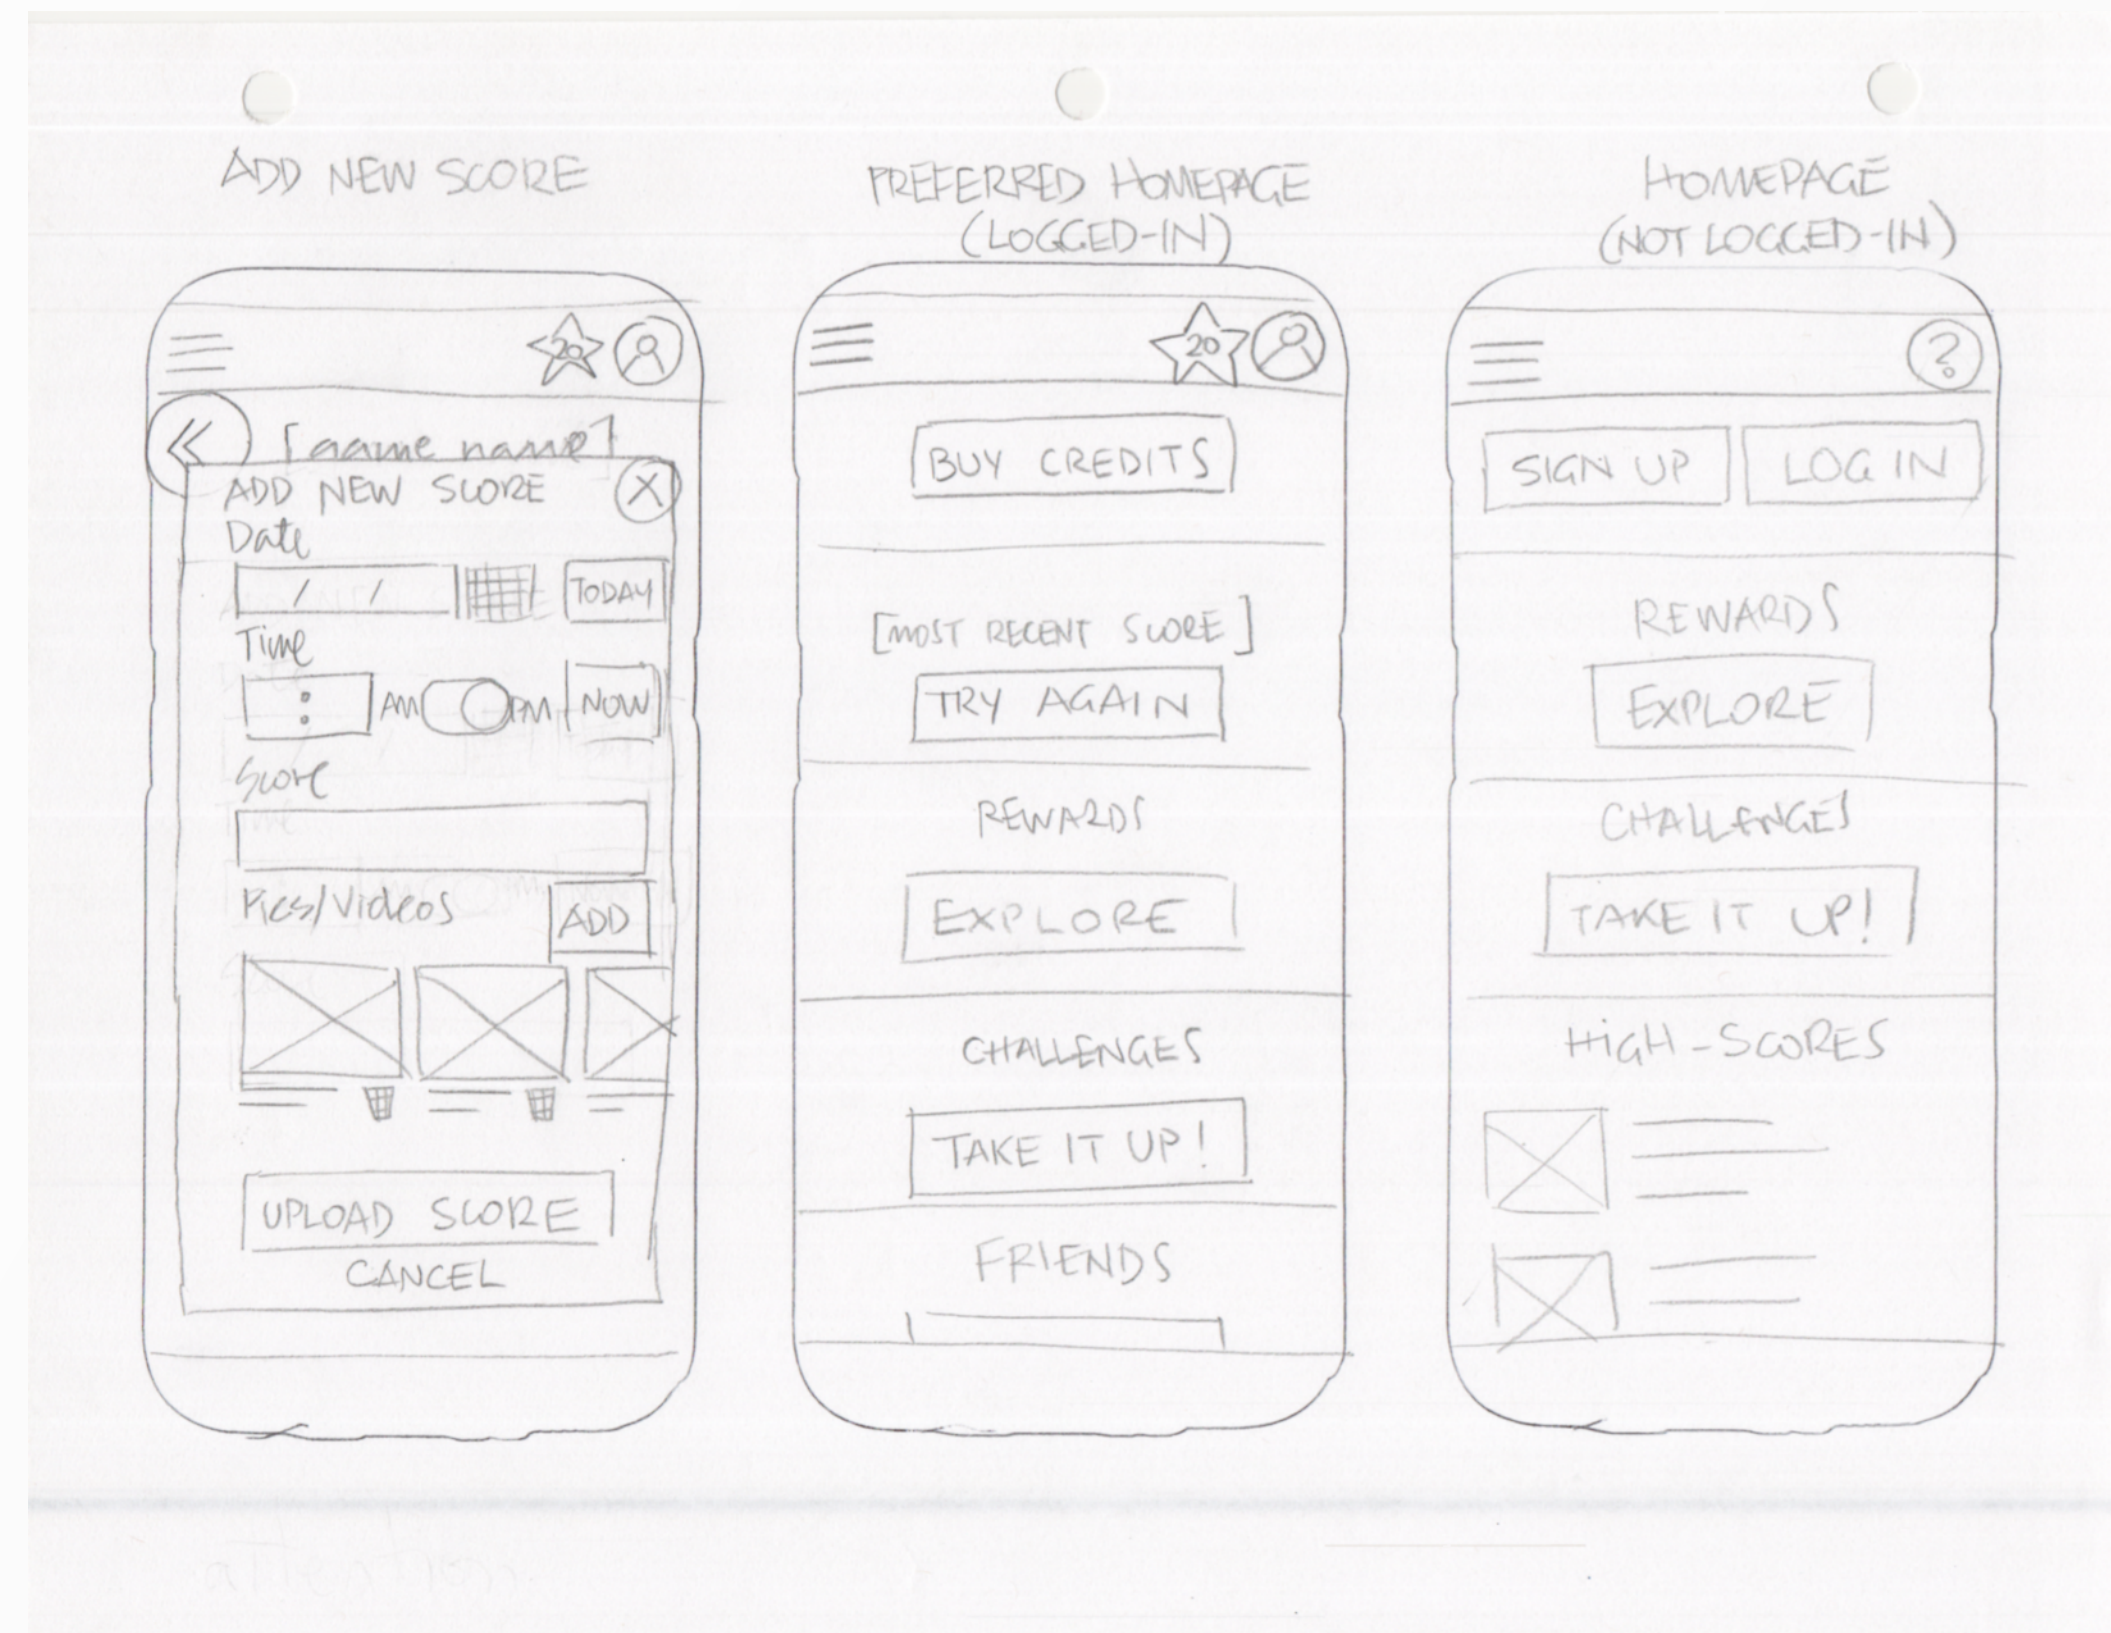 ADD NEW SCORE
20
[game name]
ADD NEW SCORE X
Date
/ / TODAY
Time
: AM PM NOW
Score
Pics/Videos ADD
UPLOAD SCORE
CANCEL
PREFERRED HOMEPAGE
(LOGGED-IN)
20
BUY CREDITS
[MOST RECENT SCORE]
TRY AGAIN
REWARDS
EXPLORE
CHALLENGES
TAKE IT UP!
FRIENDS
HOMEPAGE
(NOT LOGGED-IN)
?
SIGN UP LOG IN
REWARDS
EXPLORE
CHALLENGES
TAKE IT UP!
HIGH-SCORES